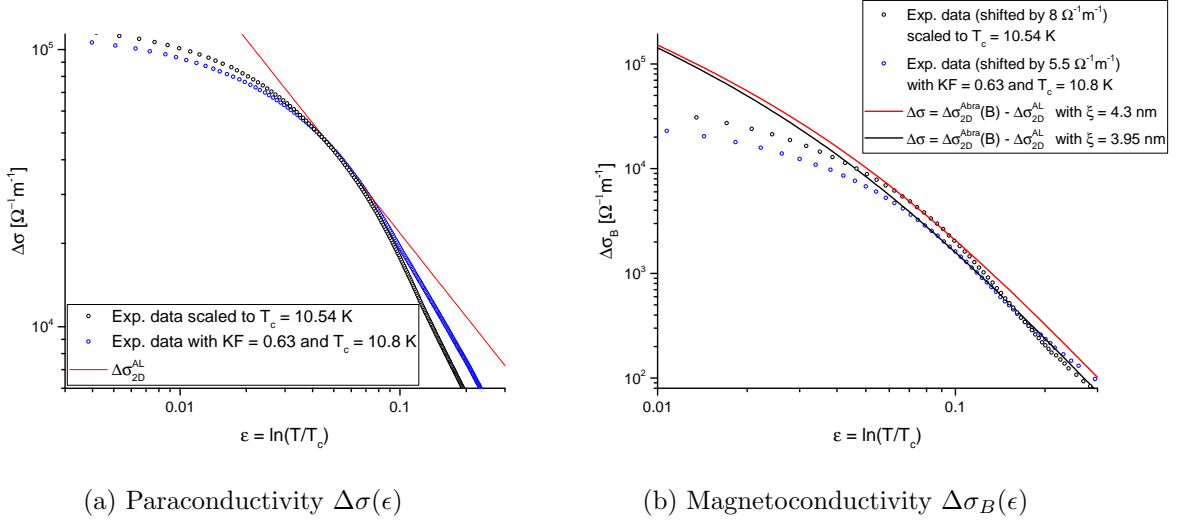 10^5
10^4
Δσ [Ω^-1m^-1]
Exp. data scaled to T_c = 10.54 K
Exp. data with KF = 0.63 and T_c = 10.8 K
Δσ_2D^AL
0.01
0.1
ε = ln(T/T_c)
(a) Paraconductivity Δσ(ϵ)
Exp. data (shifted by 8 Ω^-1m^-1)
scaled to T_c = 10.54 K
Exp. data (shifted by 5.5 Ω^-1m^-1)
with KF = 0.63 and T_c = 10.8 K
Δσ = Δσ_2D^Abra(B) - Δσ_2D^AL with ξ = 4.3 nm
Δσ = Δσ_2D^Abra(B) - Δσ_2D^AL with ξ = 3.95 nm
10^5
10^4
10^3
10^2
Δσ_B [Ω^-1m^-1]
0.01
0.1
ε = ln(T/T_c)
(b) Magnetoconductivity Δσ_B(ϵ)